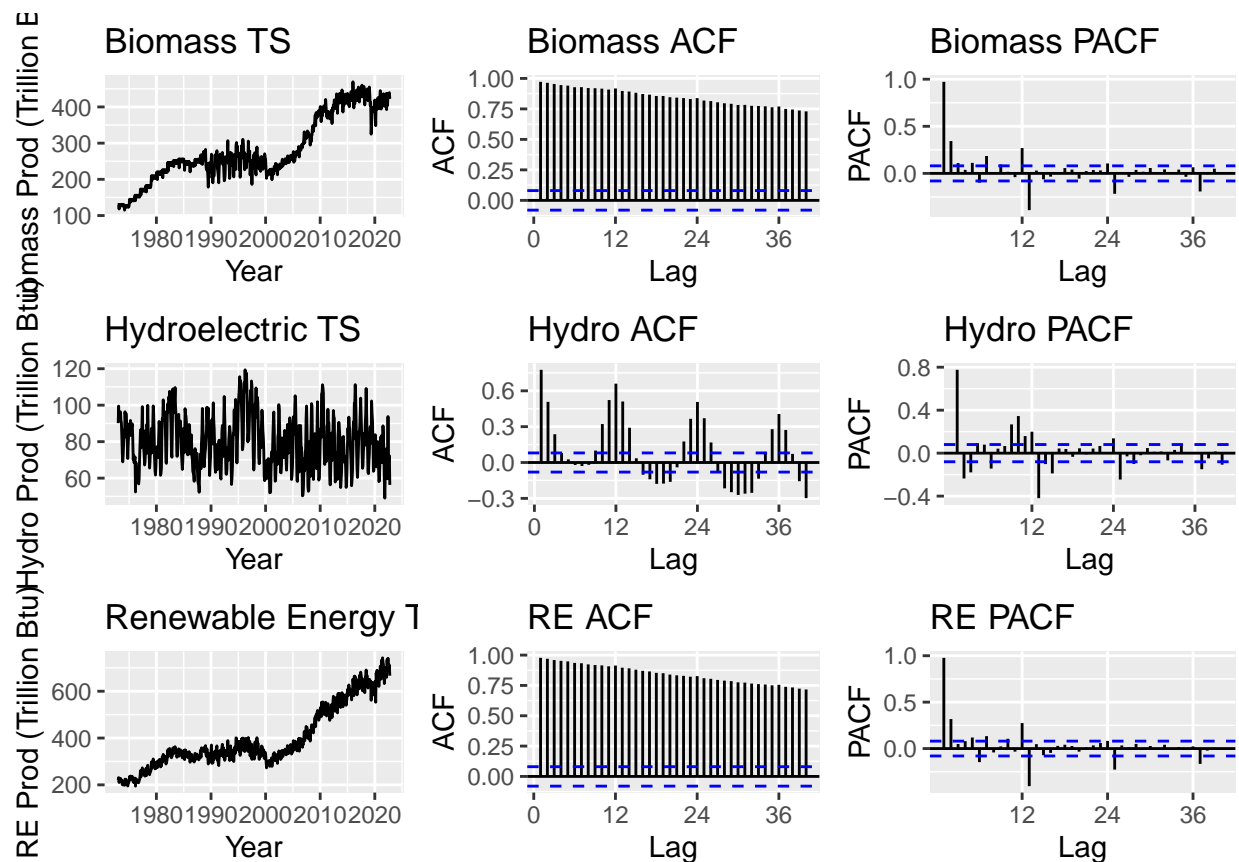 Biomass TS
Biomass ACF
Biomass PACF
omass Prod (Trillion
400
300
200
100
1980 1990 2000 2010 2020
Year
ACF
1.00
0.75
0.50
0.25
0.00
0 12 24 36
Lag
PACF
1.0
0.5
0.0
12 24 36
Lag
Hydroelectric TS
Hydro ACF
Hydro PACF
Hydro Prod (Trillion Btu)
120
100
80
60
1980 1990 2000 2010 2020
Year
ACF
0.6
0.3
0.0
−0.3
0 12 24 36
Lag
PACF
0.8
0.4
0.0
−0.4
12 24 36
Lag
Renewable Energy T
RE ACF
RE PACF
RE Prod (Trillion Btu)
600
400
200
1980 1990 2000 2010 2020
Year
ACF
1.00
0.75
0.50
0.25
0.00
0 12 24 36
Lag
PACF
1.0
0.5
0.0
12 24 36
Lag